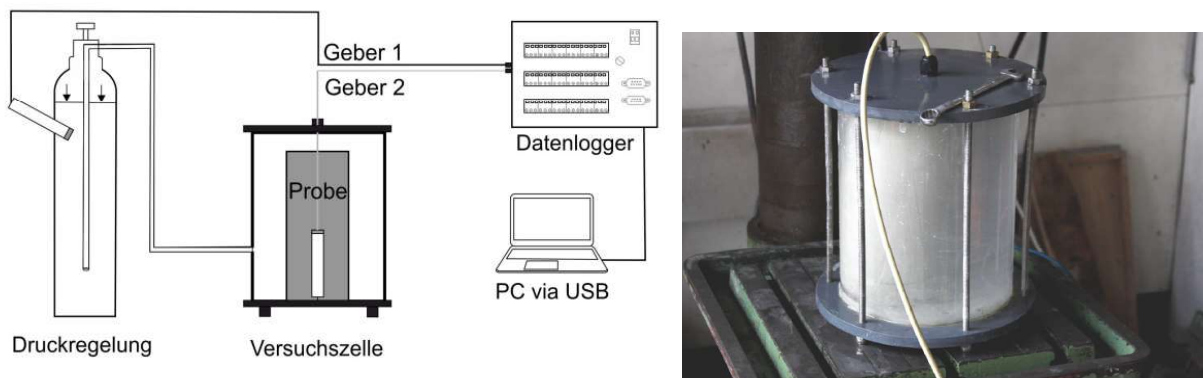 Geber 1
Geber 2
Datenlogger
Probe
PC via USB
Druckregelung
Versuchszelle